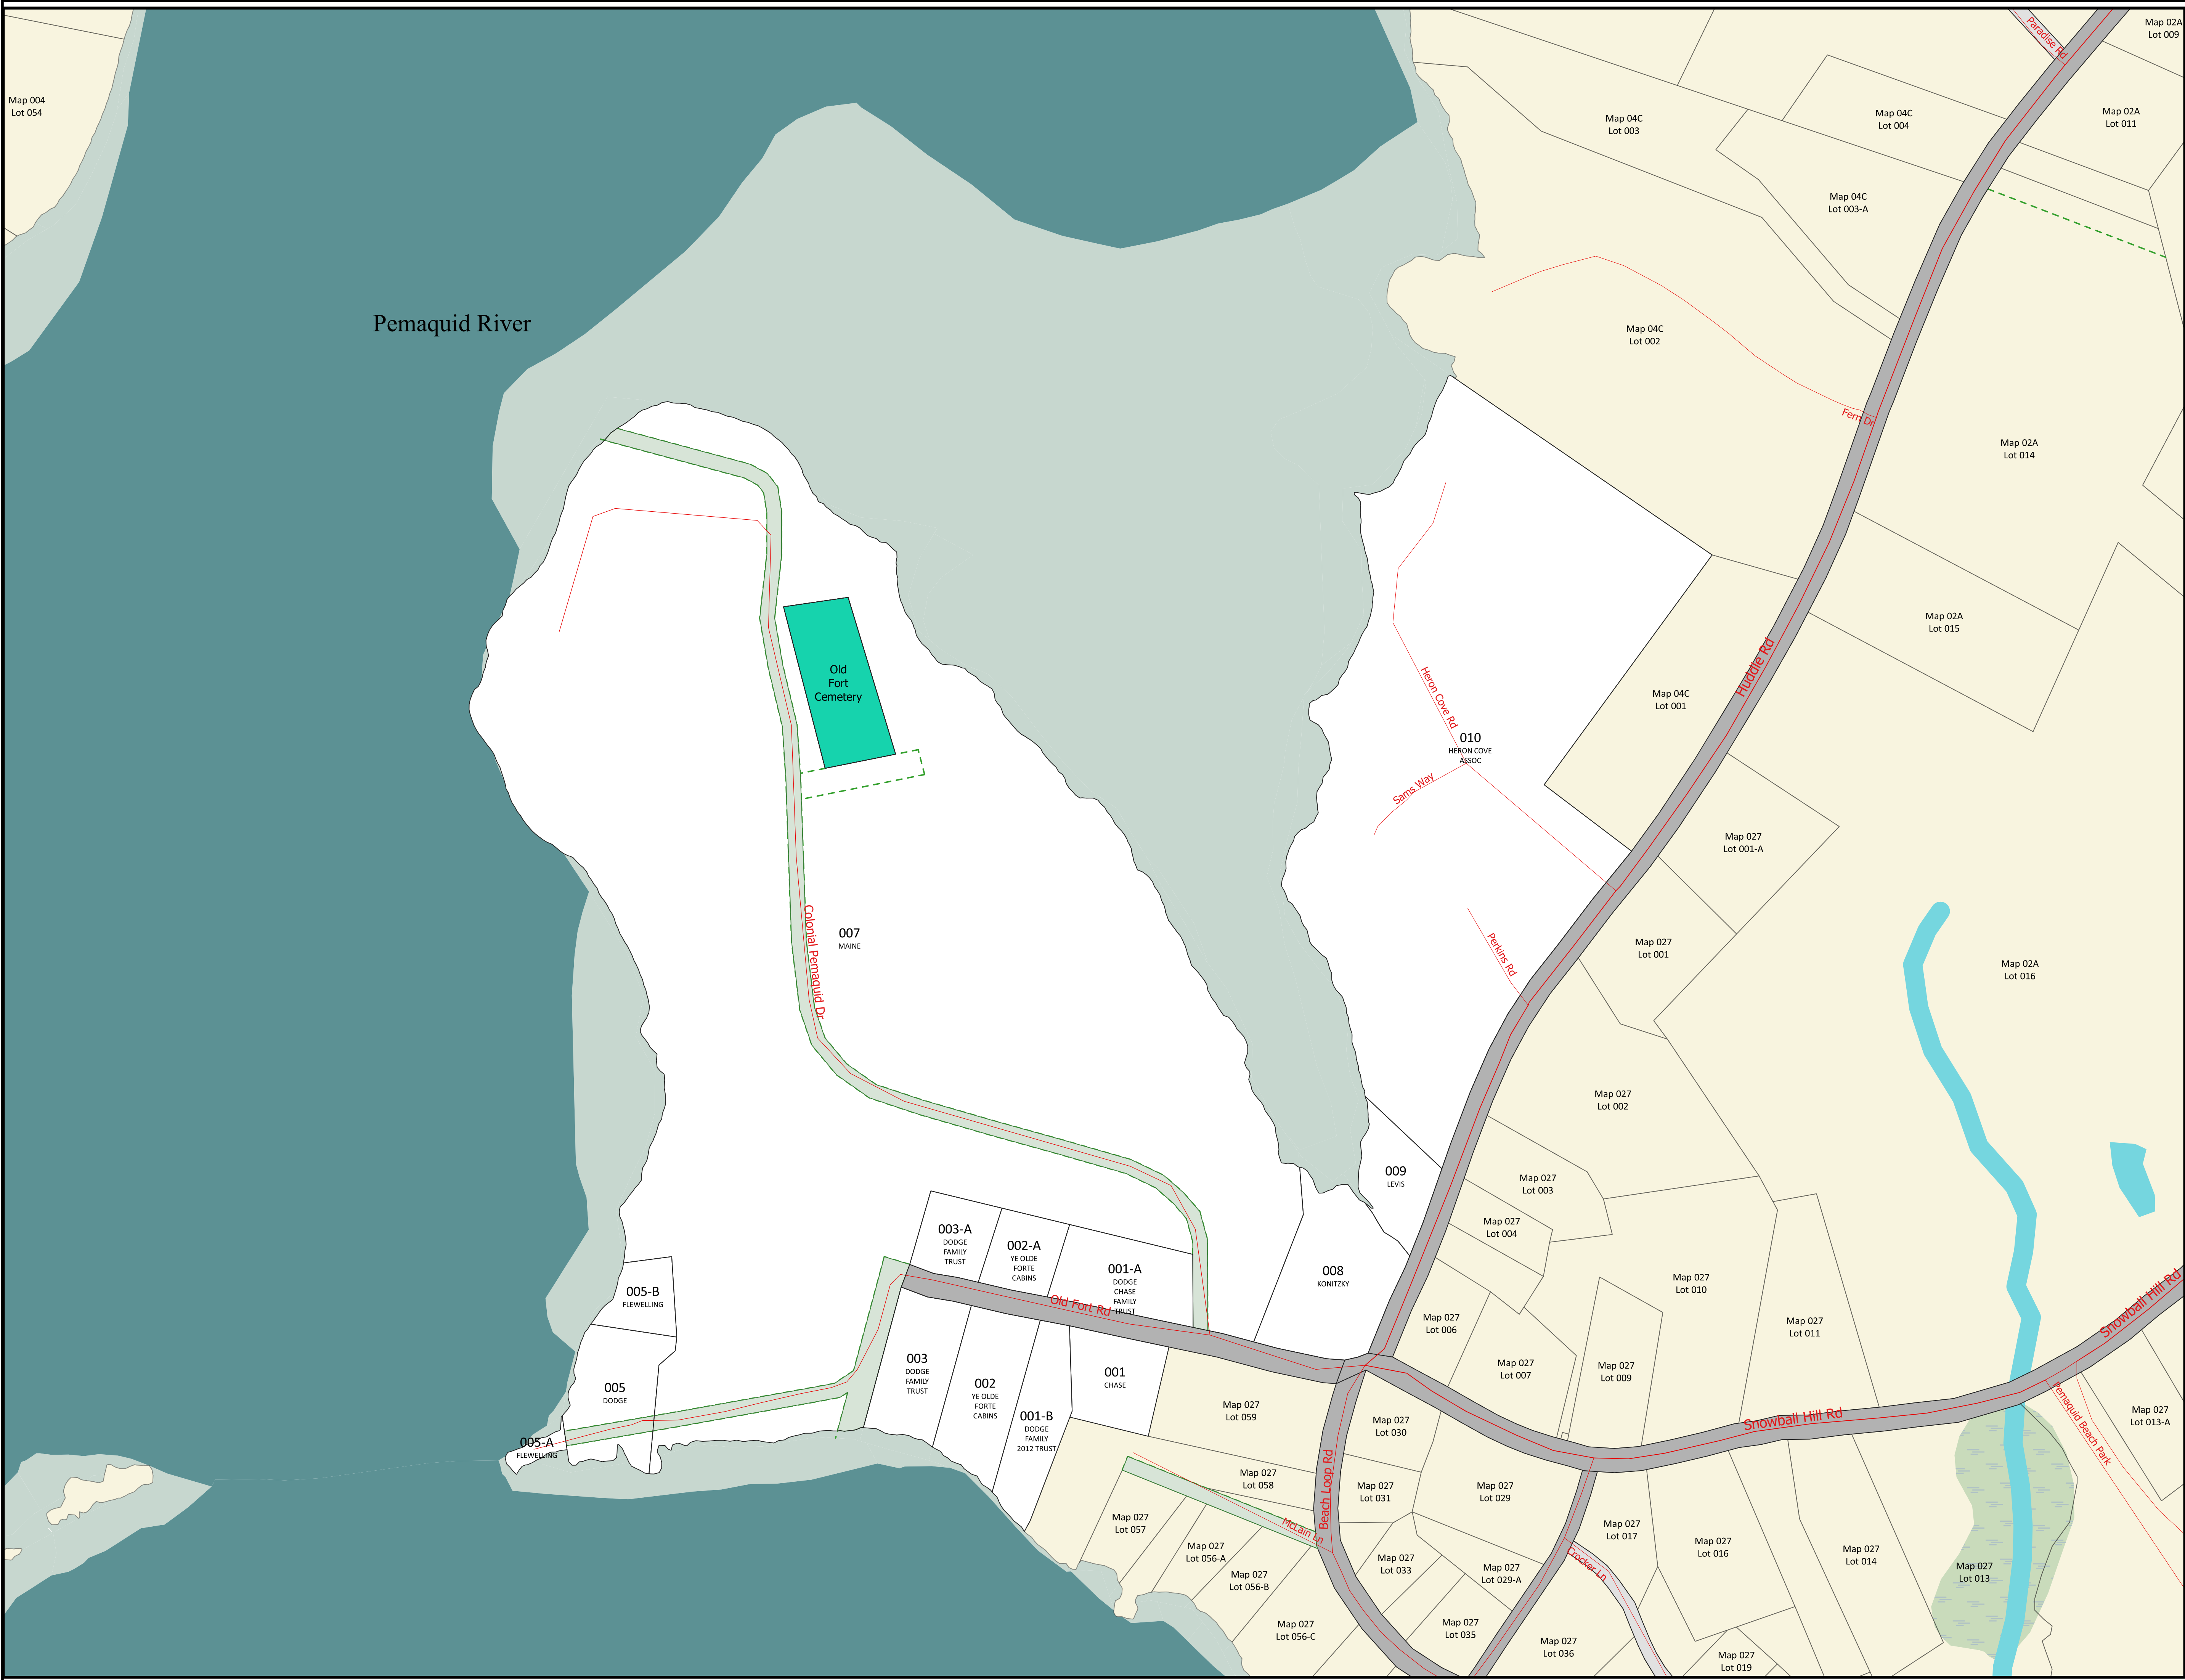 Map 004
Lot 054
Pemaquid River
Paradise Rd
Map 02A
Lot 009
Map 04C
Lot 003
Map 04C
Lot 004
Map 02A
Lot 011
Map 04C
Lot 003-A
Map 04C
Lot 002
Fern Dr
Map 02A
Lot 014
Map 02A
Lot 015
Huddle Rd
Old
Fort
Cemetery
Heron Cove Rd
010
HERON COVE
ASSOC
Sams Way
Map 04C
Lot 001
Map 027
Lot 001-A
Perkins Rd
Map 027
Lot 001
Map 02A
Lot 016
Colonial Pemaquid Dr
007
MAINE
Map 027
Lot 002
009
LEVIS
Map 027
Lot 003
Map 027
Lot 004
003-A
DODGE
FAMILY
TRUST
002-A
YE OLDE
FORTE
CABINS
001-A
DODGE
CHASE
FAMILY
TRUST
008
KONITZKY
Old Fort Rd
005-B
FLEWELLING
005
DODGE
005-A
FLEWELLING
003
DODGE
FAMILY
TRUST
002
YE OLDE
FORTE
CABINS
001-B
DODGE
FAMILY
2012 TRUST
001
CHASE
Map 027
Lot 059
Map 027
Lot 006
Map 027
Lot 007
Map 027
Lot 009
Map 027
Lot 010
Map 027
Lot 011
Snowball Hill Rd
Snowball Hill Rd
Pemaquid Beach Park
Map 027
Lot 013-A
Map 027
Lot 030
Beach Loop Rd
Map 027
Lot 058
Map 027
Lot 031
Map 027
Lot 029
Map 027
Lot 057
McLain Ln
Map 027
Lot 056-A
Map 027
Lot 056-B
Map 027
Lot 056-C
Map 027
Lot 033
Map 027
Lot 029-A
Crocker Ln
Map 027
Lot 017
Map 027
Lot 016
Map 027
Lot 014
Map 027
Lot 013
Map 027
Lot 035
Map 027
Lot 036
Map 027
Lot 019